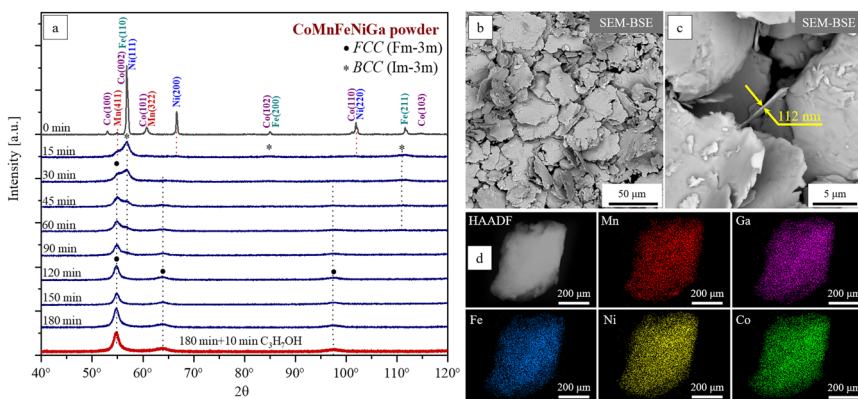 a
CoMnFeNiGa powder
● FCC (Fm-3m)
* BCC (Im-3m)
Co(100)
Mn(411)
Co(002)
Fe(110)
Ni(111)
Co(101)
Mn(322)
Ni(200)
Co(102)
Fe(200)
Co(110)
Ni(220)
Fe(211)
Co(103)
Intensity [a.u.]
0 min
15 min
30 min
45 min
60 min
90 min
120 min
150 min
180 min
180 min+10 min C₃H₇OH
40 50 60 70 80 90 100 110 120
2θ
b
SEM-BSE
50 µm
c
SEM-BSE
112 nm
5 µm
HAADF
d
200 µm
Mn
200 µm
Ga
200 µm
Fe
200 µm
Ni
200 µm
Co
200 µm